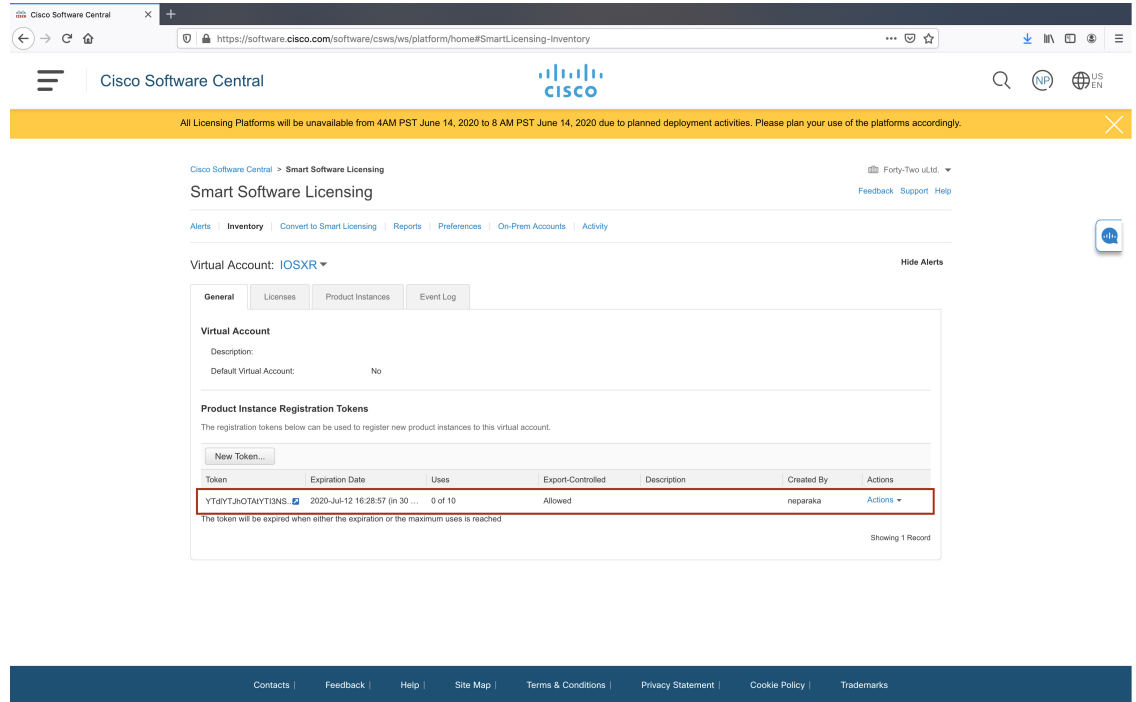 Cisco Software Central
https://software.cisco.com/software/csws/ws/platform/home#SmartLicensing-Inventory
Cisco Software Central
CISCO
NP
US
EN
All Licensing Platforms will be unavailable from 4AM PST June 14, 2020 to 8 AM PST June 14, 2020 due to planned deployment activities. Please plan your use of the platforms accordingly.
Cisco Software Central > Smart Software Licensing
Forty-Two uLtd.
Smart Software Licensing
Feedback Support Help
Alerts | Inventory | Convert to Smart Licensing | Reports | Preferences | On-Prem Accounts | Activity
Virtual Account: IOSXR
Hide Alerts
General Licenses Product Instances Event Log
Virtual Account
Description:
Default Virtual Account: No
Product Instance Registration Tokens
The registration tokens below can be used to register new product instances to this virtual account.
New Token...
Token Expiration Date Uses Export-Controlled Description Created By Actions
YTdlYTJhOTAtYTI3NS.. 2020-Jul-12 16:28:57 (in 30 ... 0 of 10 Allowed neparaka Actions
The token will be expired when either the expiration or the maximum uses is reached
Showing 1 Record
Contacts | Feedback | Help | Site Map | Terms & Conditions | Privacy Statement | Cookie Policy | Trademarks